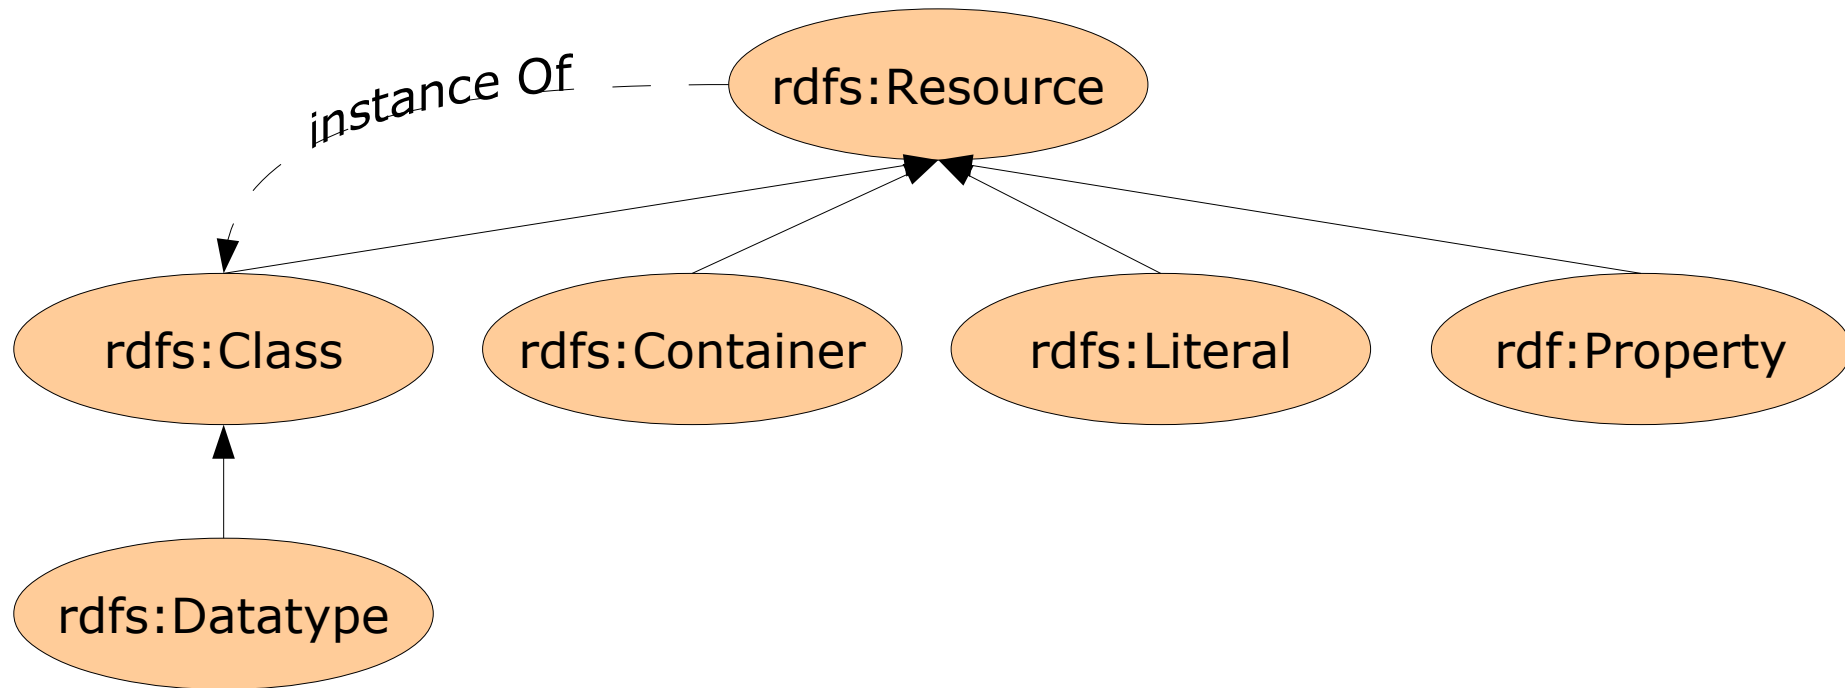 instance Of
rdfs:Resource
rdfs:Class
rdfs:Container
rdfs:Literal
rdf:Property
rdfs:Datatype